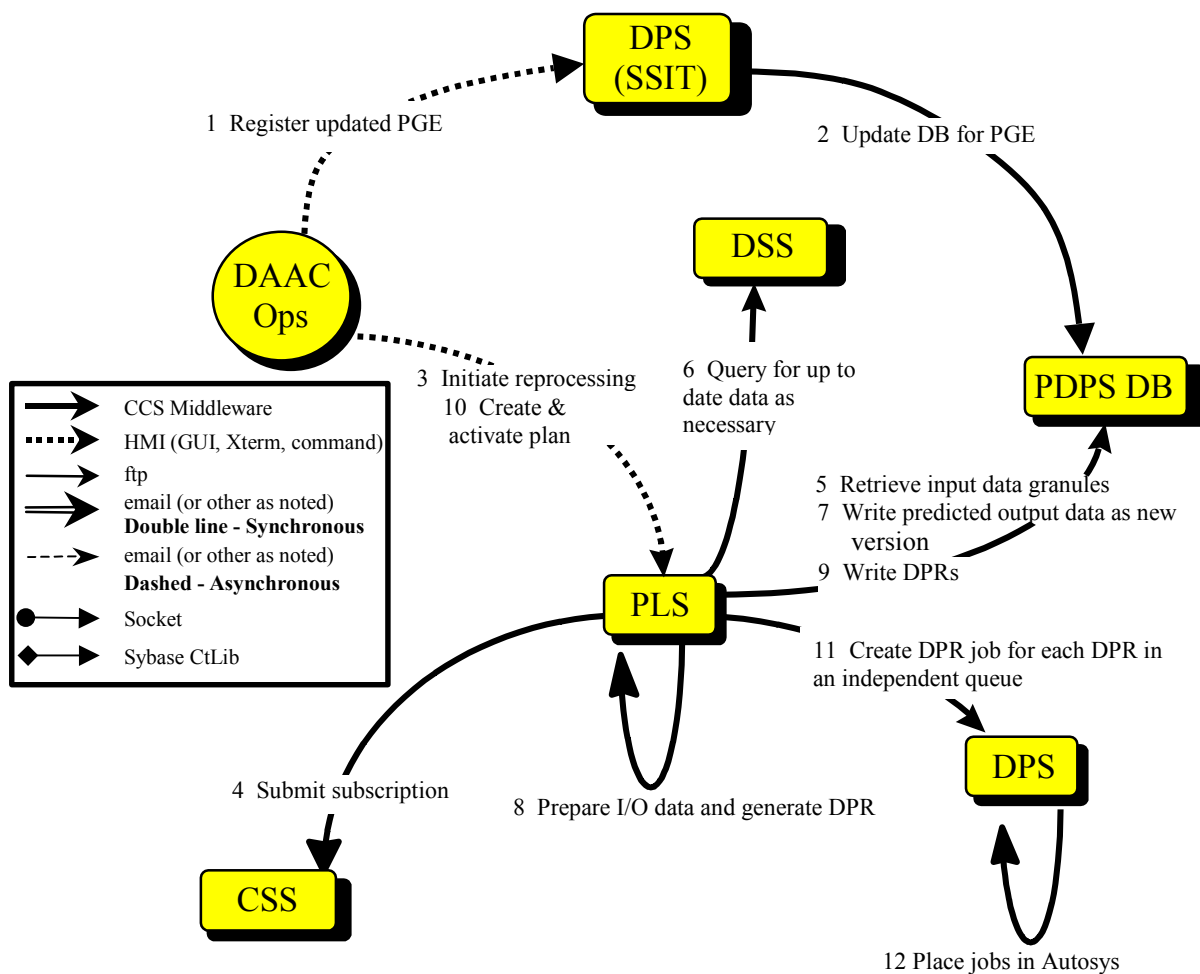 DPS
(SSIT)
1 Register updated PGE
2 Update DB for PGE
DSS
DAAC
Ops
3 Initiate reprocessing
10 Create &
activate plan
6 Query for up to
date data as
necessary
PDPS DB
CCS Middleware
HMI (GUI, Xterm, command)
ftp
email (or other as noted)
Double line - Synchronous
email (or other as noted)
Dashed - Asynchronous
Socket
Sybase CtLib
5 Retrieve input data granules
7 Write predicted output data as new
version
9 Write DPRs
PLS
11 Create DPR job for each DPR in
an independent queue
DPS
4 Submit subscription
8 Prepare I/O data and generate DPR
CSS
12 Place jobs in Autosys